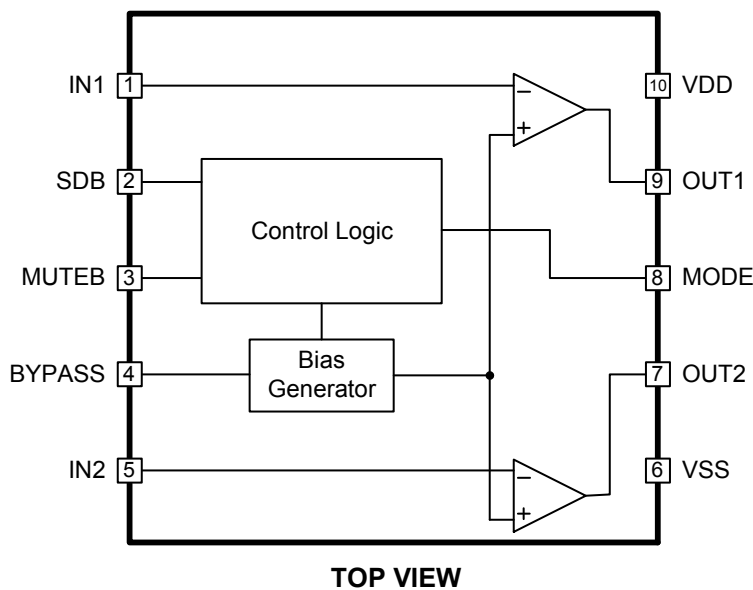 IN1 1
10 VDD
SDB 2
9 OUT1
Control Logic
MUTEB 3
8 MODE
BYPASS 4
Bias
Generator
7 OUT2
IN2 5
6 VSS
−
+
−
+
TOP VIEW